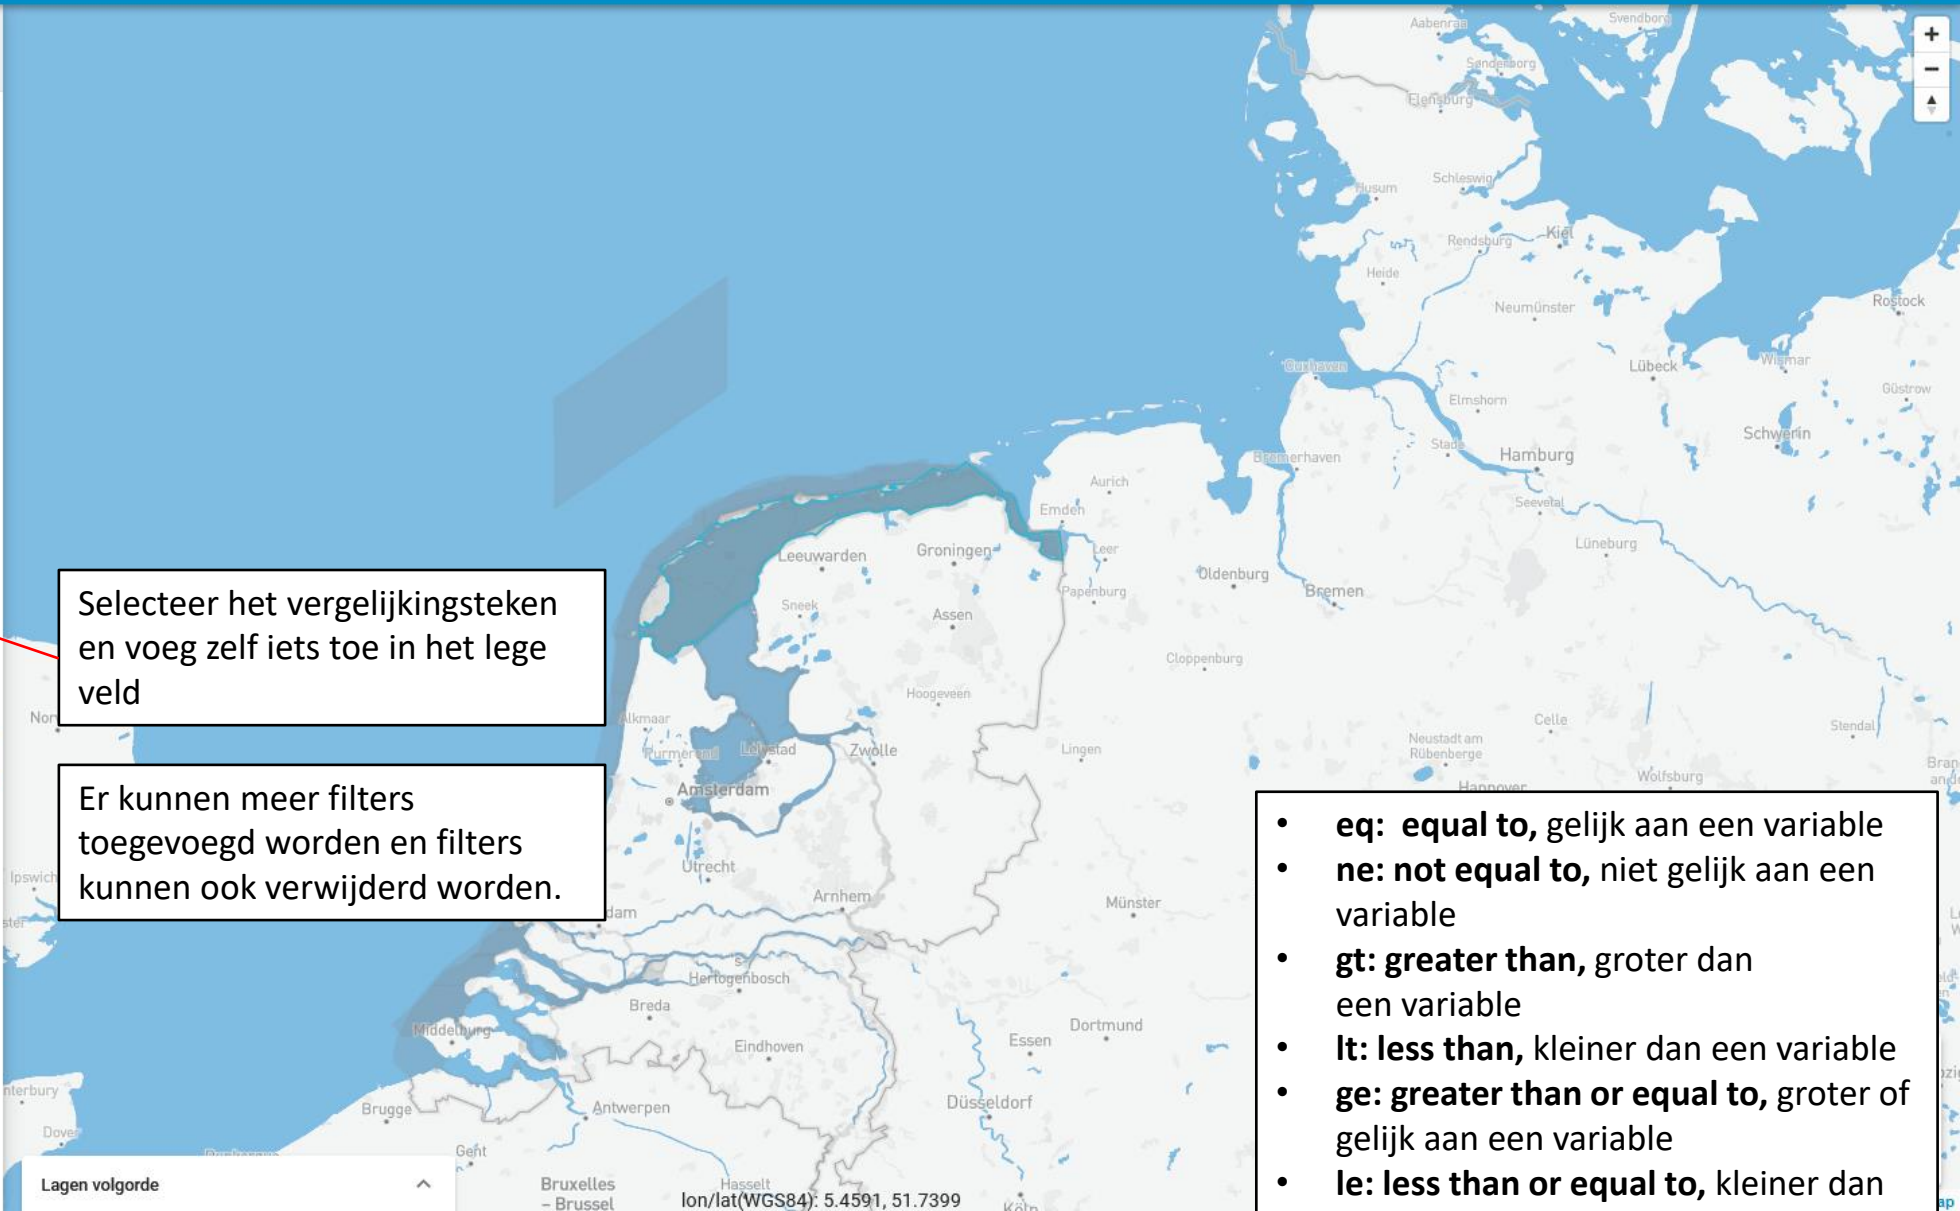 Aabenraa
Svendborg
Sønderborg
Flensburg
Husum
Schleswig
Rendsburg
Kiel
Heide
Neumünster
Rostock
Cuxhaven
Lübeck
Wismar
Güstrow
Elmshorn
Schwerin
Stade
Hamburg
Bremerhaven
Aurich
Emden
Seevetal
Leeuwarden
Groningen
Leer
Lüneburg
Oldenburg
Papenburg
Bremen
Sneek
Assen
Cloppenburg
Hoogeveen
Selecteer het vergelijkingsteken
en voeg zelf iets toe in het lege
veld
Nor
Alkmaar
Purmerend
Lelystad
Zwolle
Lingen
Celle
Stendal
Neustadt am
Rübenberge
Wolfsburg
Bran
Hannover
Amsterdam
Er kunnen meer filters
toegevoegd worden en filters
kunnen ook verwijderd worden.
Ipswich
Utrecht
Arnhem
Münster
dam
s-
Hertogenbosch
Breda
Middelburg
Eindhoven
Essen
Dortmund
nterbury
Brugge
Antwerpen
Düsseldorf
Dover
Gent
• eq:  equal to, gelijk aan een variable
• ne: not equal to, niet gelijk aan een
variable
• gt: greater than, groter dan
een variable
• lt: less than, kleiner dan een variable
• ge: greater than or equal to, groter of
gelijk aan een variable
• le: less than or equal to, kleiner dan
Lagen volgorde
Bruxelles
– Brussel
Hasselt
lon/lat(WGS84): 5.4591, 51.7399
Köln
ap